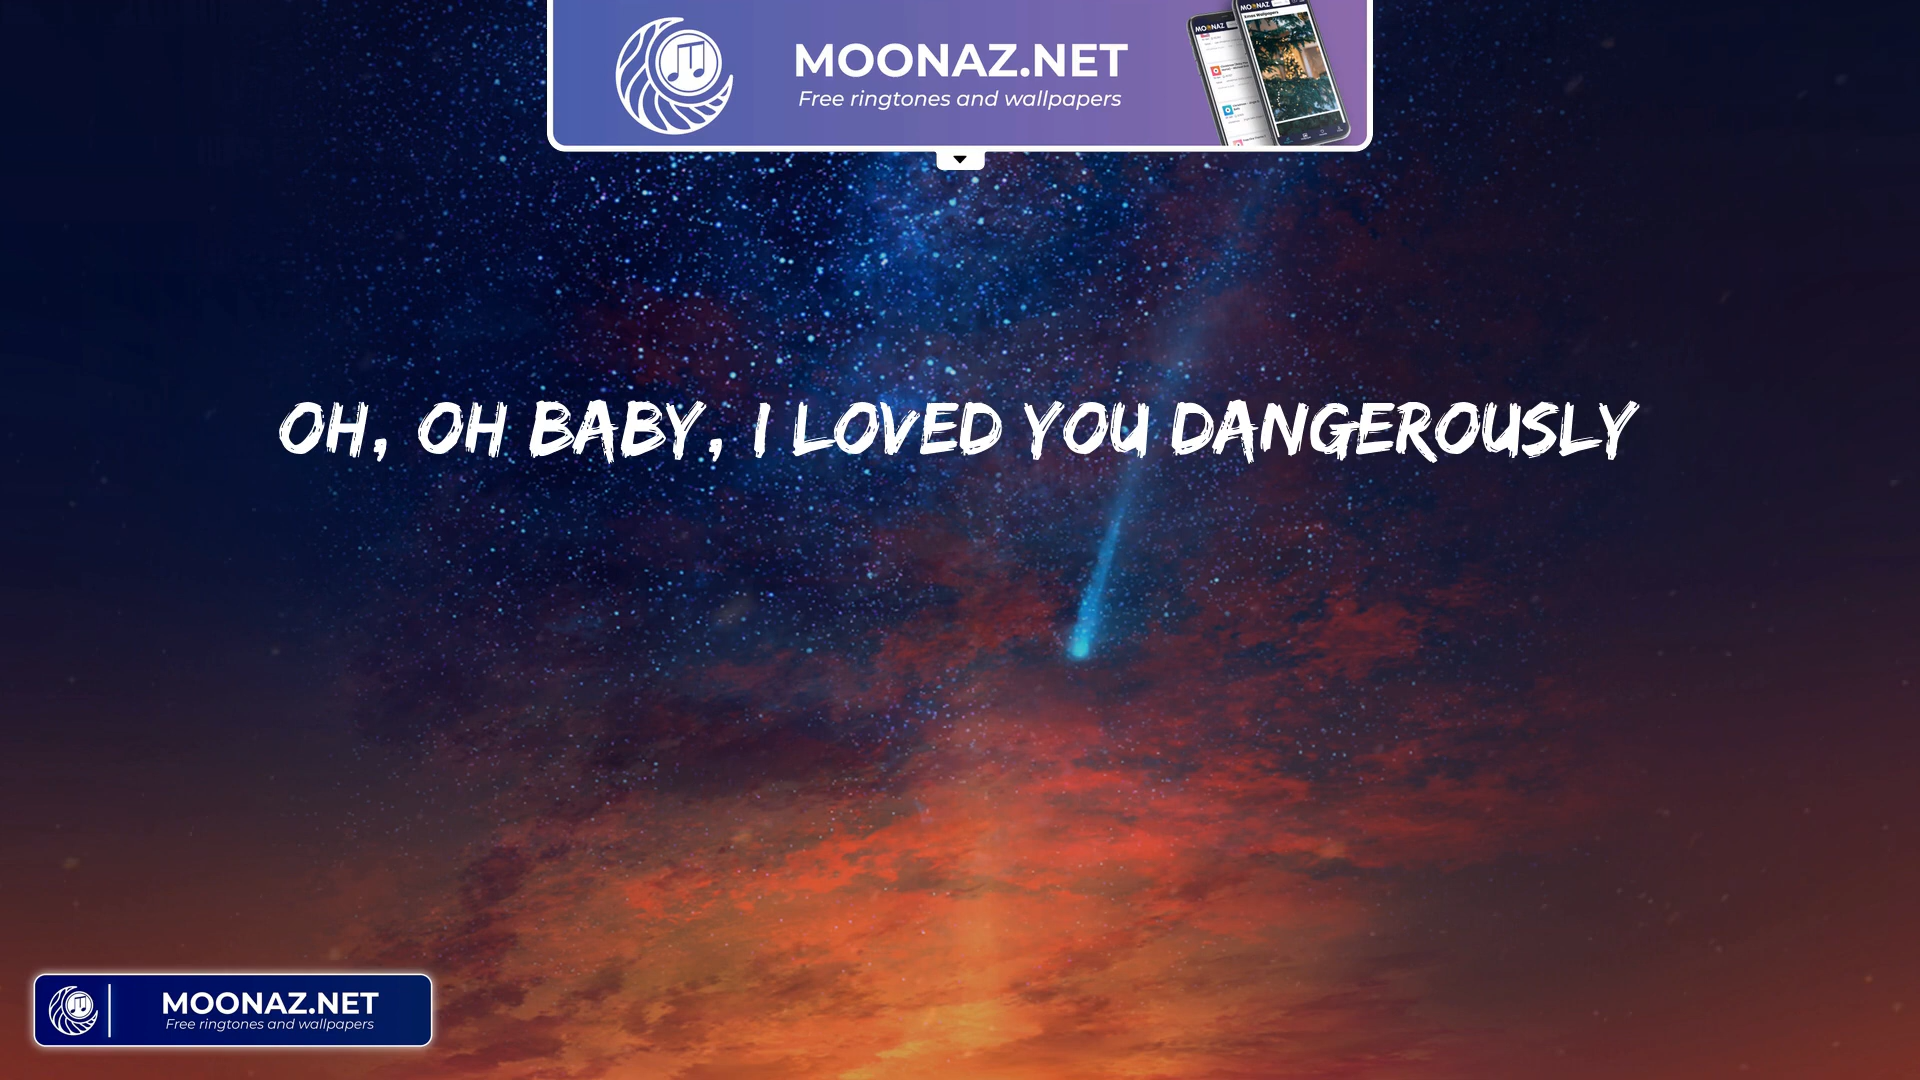 MOONAZ.NET
Free ringtones and wallpapers
OH, OH BABY, I LOVED YOU DANGEROUSLY
MOONAZ.NET
Free ringtones and wallpapers